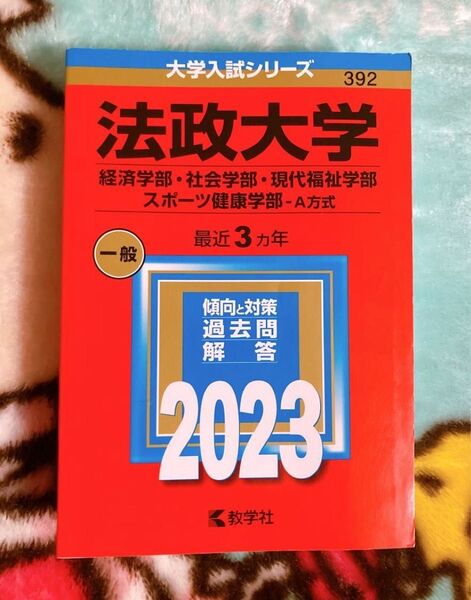 大学入試シリーズ
392
法政大学
経済学部・社会学部・現代福祉学部
スポーツ健康学部-A方式
最近3ヵ年
一般
傾向と対策
過去問
解答
2023
教学社